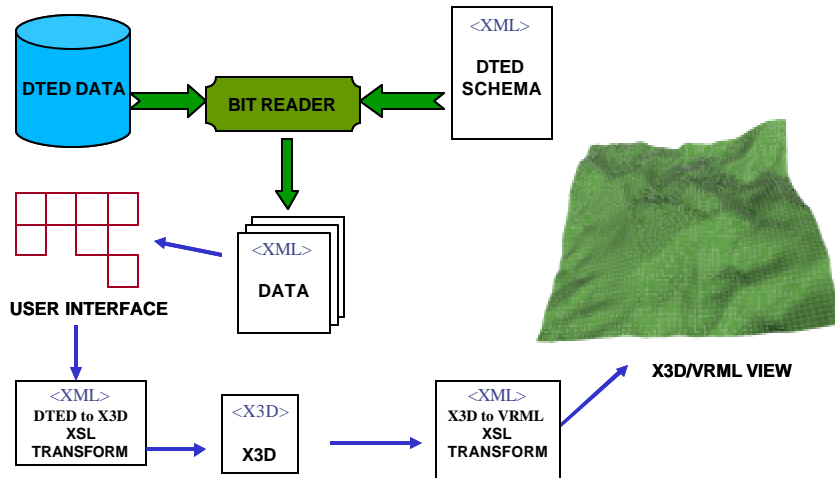 DTED DATA
BIT READER
<XML>
DTED
SCHEMA
<XML>
DATA
USER INTERFACE
X3D/VRML VIEW
<XML>
DTED to X3D
XSL
TRANSFORM
<X3D>
X3D
<XML>
X3D to VRML
XSL
TRANSFORM